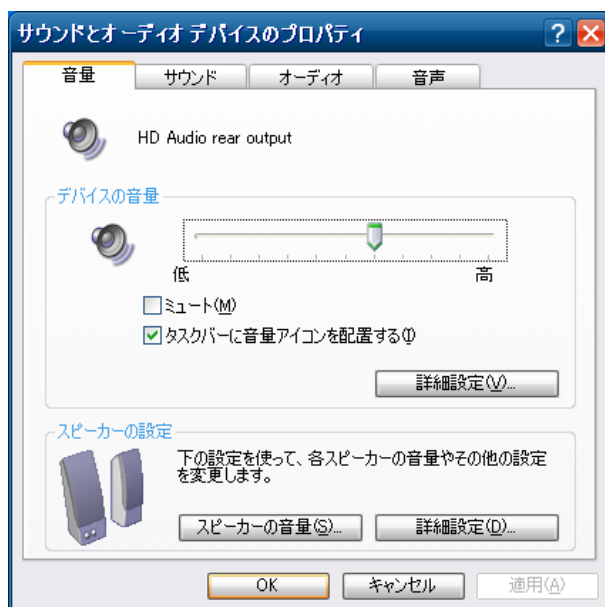 サウンドとオーディオ デバイスのプロパティ
音量 サウンド オーディオ 音声
HD Audio rear output
デバイスの音量
低 高
ミュート(M)
タスクバーに音量アイコンを配置する(I)
詳細設定(V)...
スピーカーの設定
下の設定を使って、各スピーカーの音量やその他の設定
を変更します。
スピーカーの音量(S)... 詳細設定(D)...
OK キャンセル 適用(A)